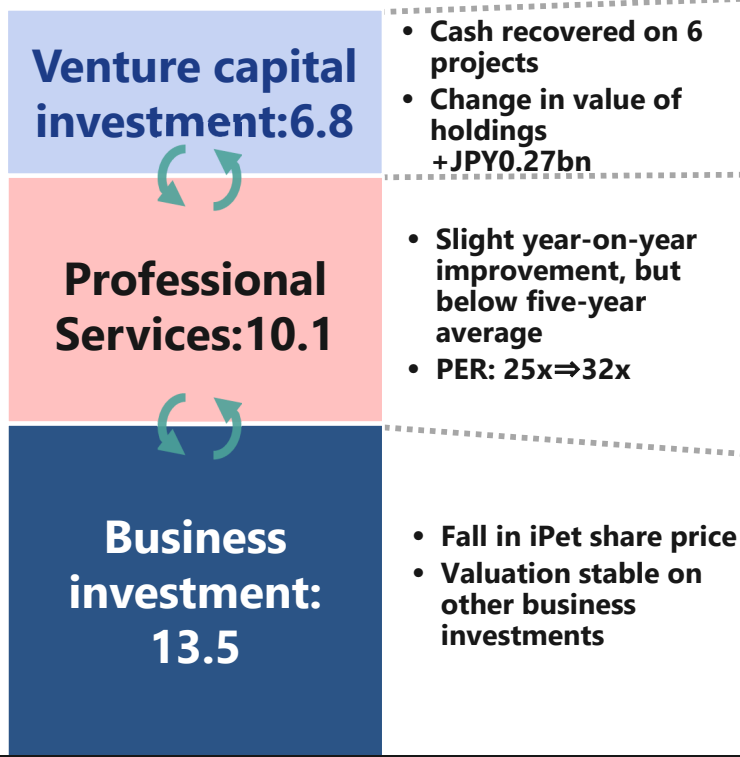 Venture capital
investment:6.8
• Cash recovered on 6
projects
• Change in value of
holdings
+JPY0.27bn
Professional
Services:10.1
• Slight year-on-year
improvement, but
below five-year
average
• PER: 25x⇒32x
Business
investment:
13.5
• Fall in iPet share price
• Valuation stable on
other business
investments